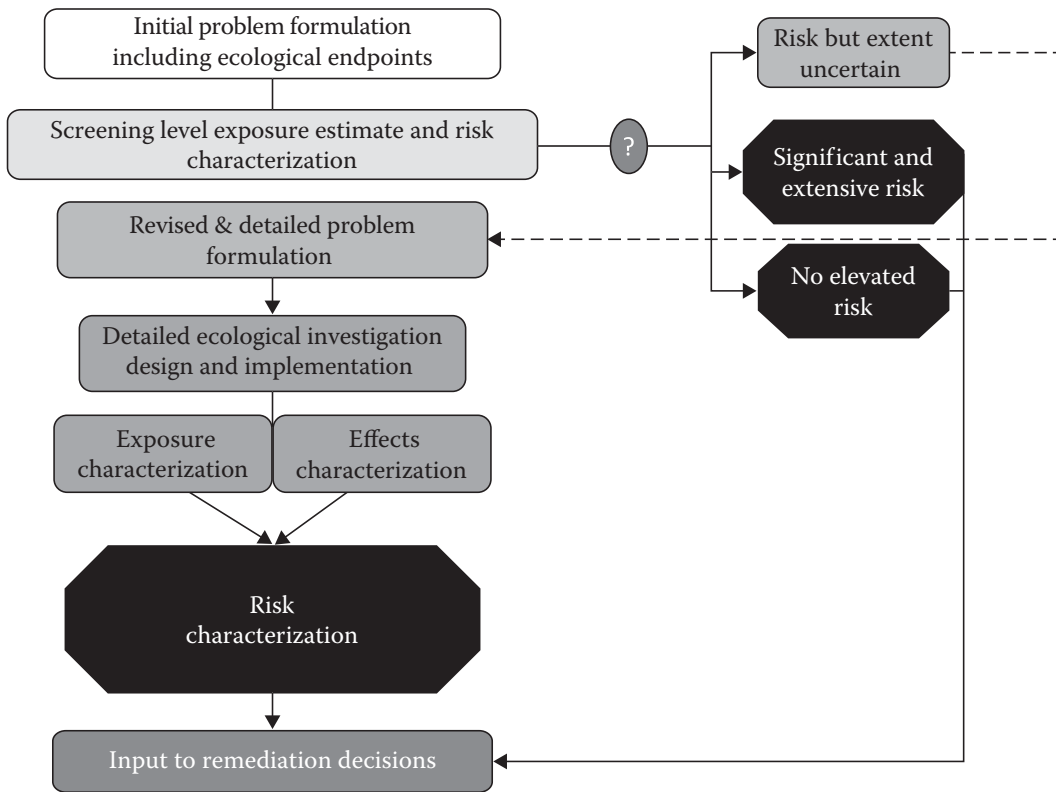 Initial problem formulation
including ecological endpoints
Screening level exposure estimate and risk
characterization
?
Risk but extent
uncertain
Significant and
extensive risk
No elevated
risk
Revised & detailed problem
formulation
Detailed ecological investigation
design and implementation
Exposure
characterization
Effects
characterization
Risk
characterization
Input to remediation decisions